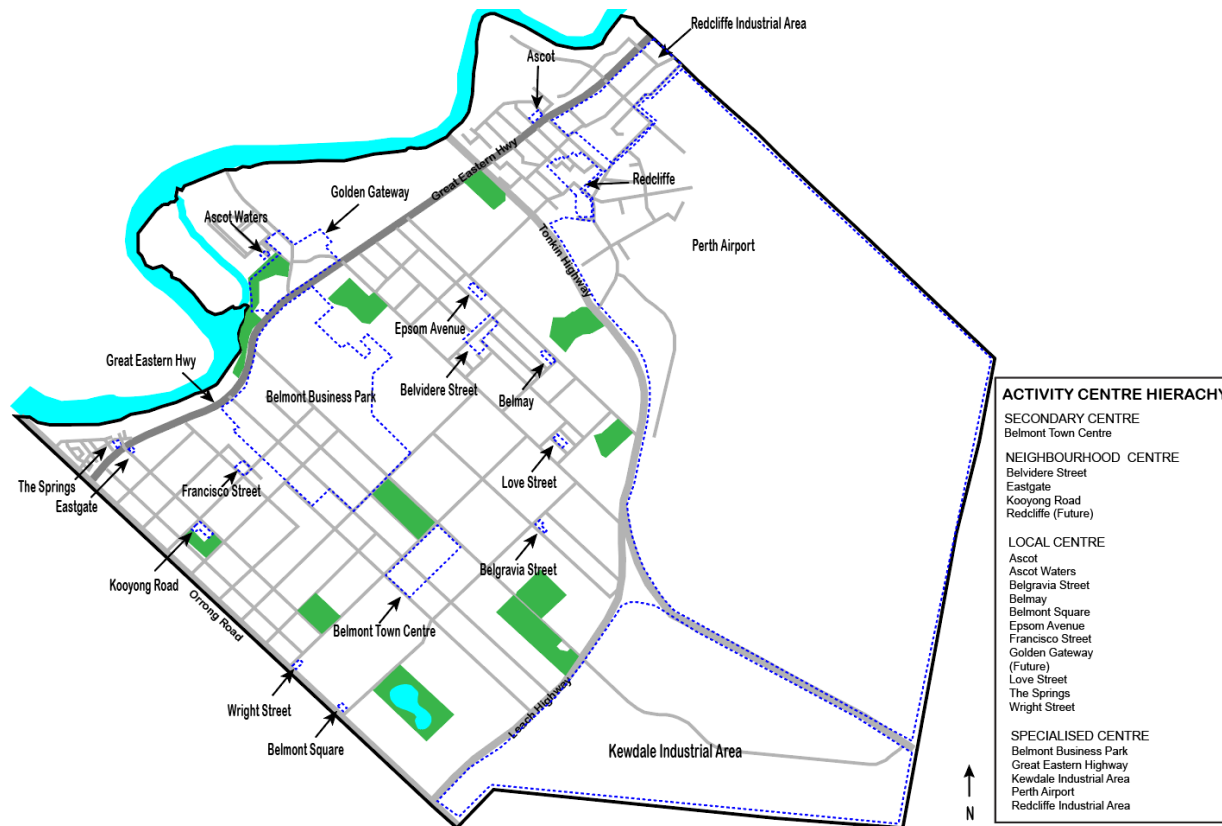 Redcliffe Industrial Area
Ascot
Great Eastern Hwy
Redcliffe
Golden Gateway
Ascot Waters
Tonkin Highway
Perth Airport
Epsom Avenue
Great Eastern Hwy
Belvidere Street
Belmont Business Park
Belmay
The Springs
Eastgate
Francisco Street
Love Street
Kooyong Road
Belgravia Street
Orrong Road
Belmont Town Centre
Wright Street
Leach Highway
Belmont Square
Kewdale Industrial Area
N
ACTIVITY CENTRE HIERACHY
SECONDARY CENTRE
Belmont Town Centre
NEIGHBOURHOOD CENTRE
Belvidere Street
Eastgate
Kooyong Road
Redcliffe (Future)
LOCAL CENTRE
Ascot
Ascot Waters
Belgravia Street
Belmay
Belmont Square
Epsom Avenue
Francisco Street
Golden Gateway
(Future)
Love Street
The Springs
Wright Street
SPECIALISED CENTRE
Belmont Business Park
Great Eastern Highway
Kewdale Industrial Area
Perth Airport
Redcliffe Industrial Area